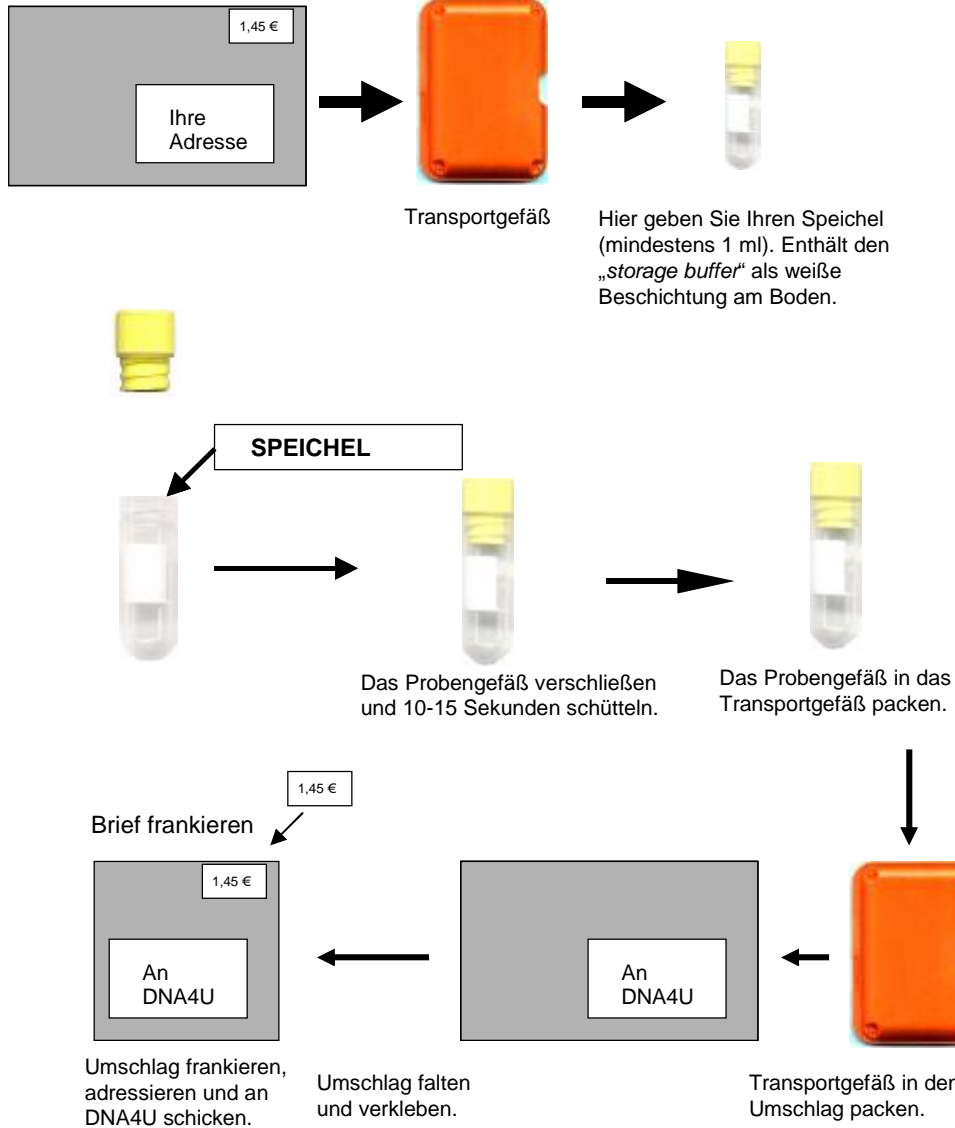 1,45 €
Ihre
Adresse
Transportgefäß
Hier geben Sie Ihren Speichel
(mindestens 1 ml). Enthält den
„storage buffer“ als weiße
Beschichtung am Boden.
SPEICHEL
Das Probengefäß verschließen
und 10-15 Sekunden schütteln.
Das Probengefäß in das
Transportgefäß packen.
1,45 €
Brief frankieren
1,45 €
An
DNA4U
An
DNA4U
Umschlag frankieren,
adressieren und an
DNA4U schicken.
Umschlag falten
und verkleben.
Transportgefäß in den
Umschlag packen.